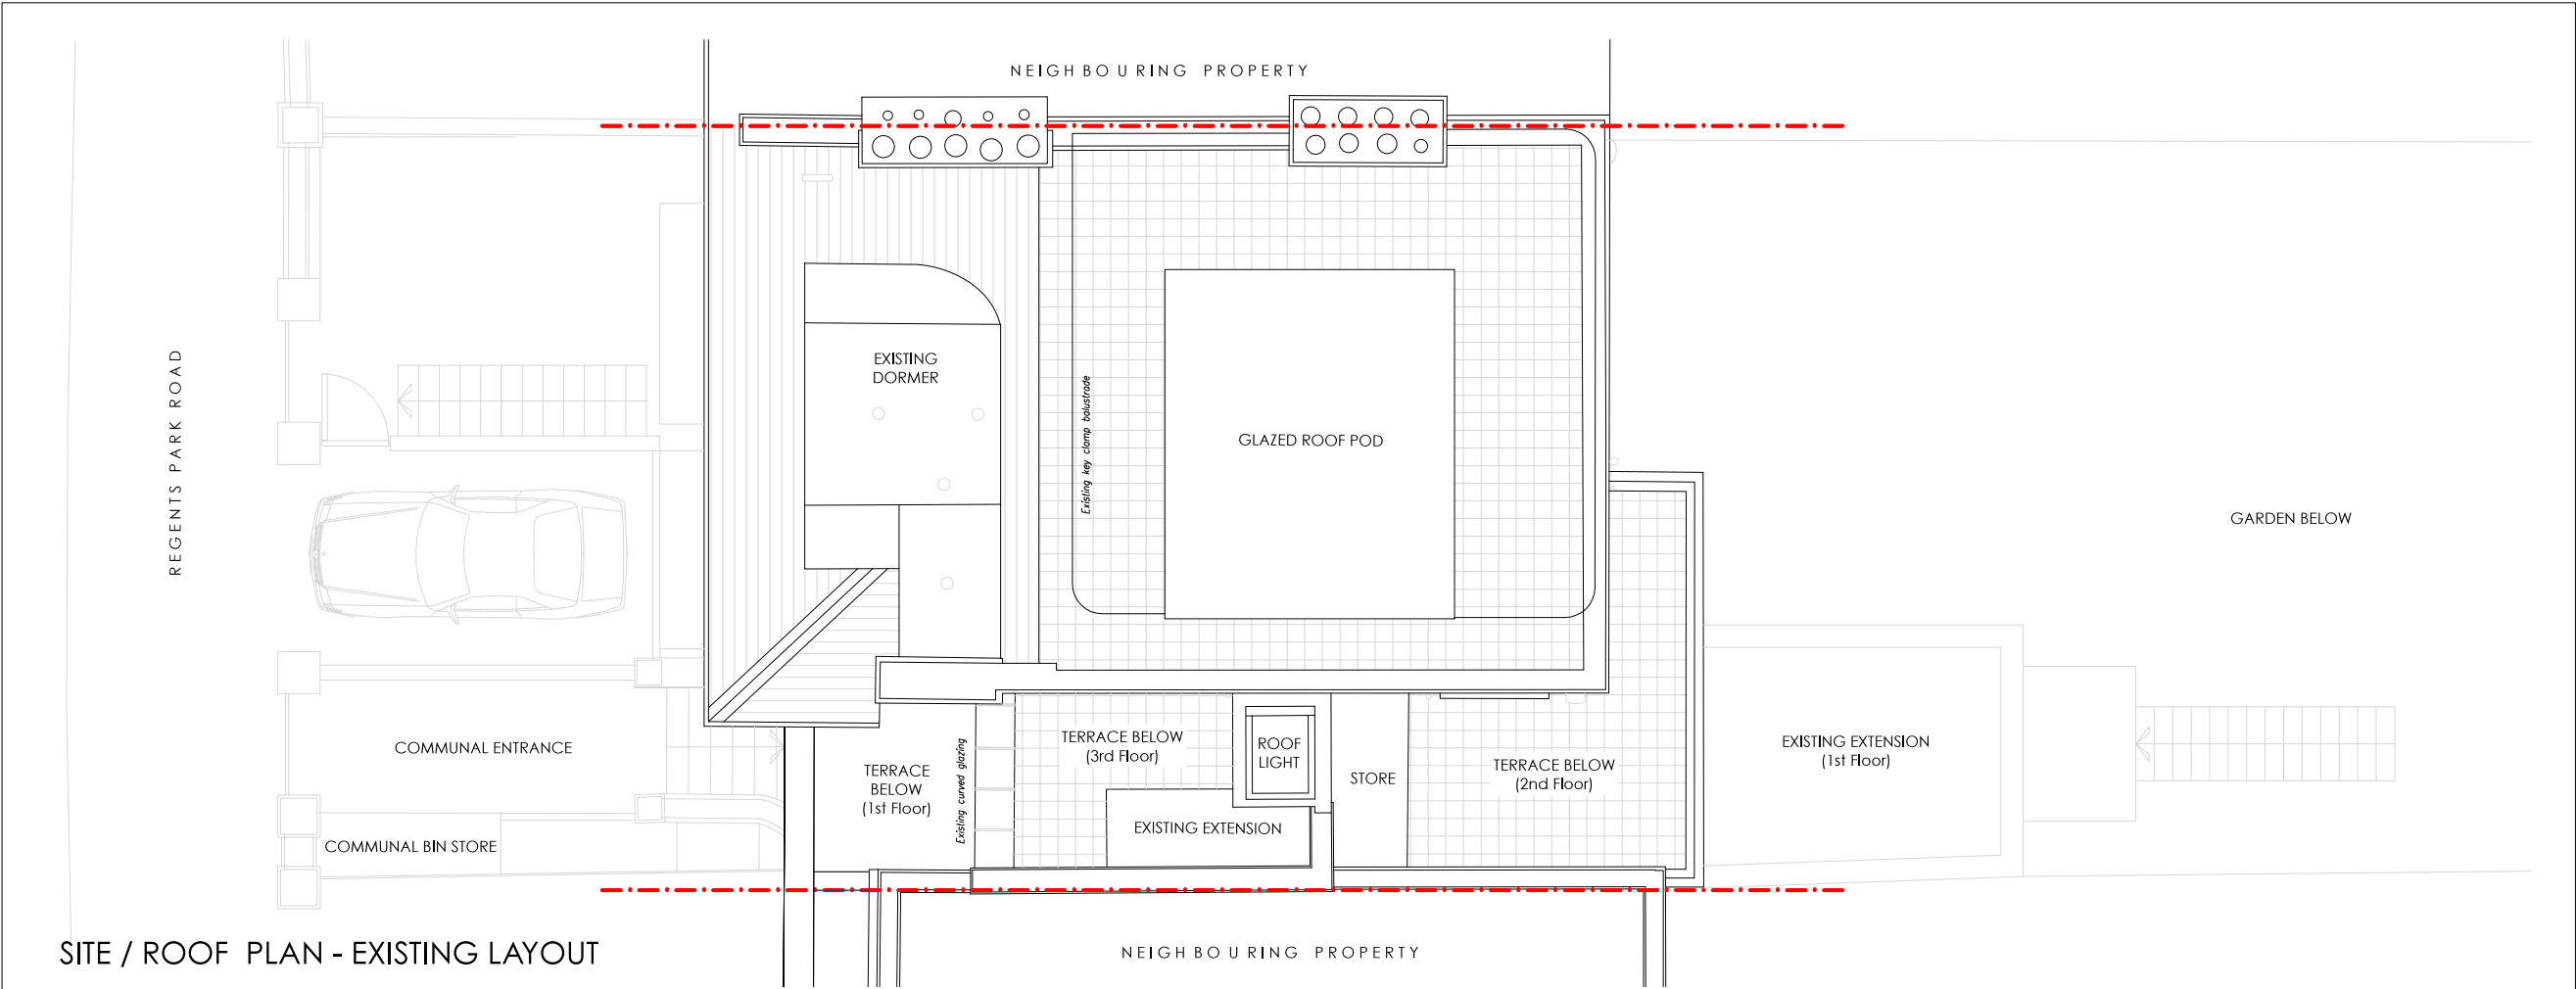 NEIGHBOURING PROPERTY
EXISTING
DORMER
REGENTS PARK ROAD
Existing key clamp balustrade
GLAZED ROOF POD
GARDEN BELOW
COMMUNAL ENTRANCE
TERRACE BELOW
(3rd Floor)
ROOF
LIGHT
EXISTING EXTENSION
(1st Floor)
TERRACE
BELOW
(1st Floor)
Existing curved glazing
STORE
TERRACE BELOW
(2nd Floor)
EXISTING EXTENSION
COMMUNAL BIN STORE
SITE / ROOF PLAN - EXISTING LAYOUT
NEIGHBOURING PROPERTY